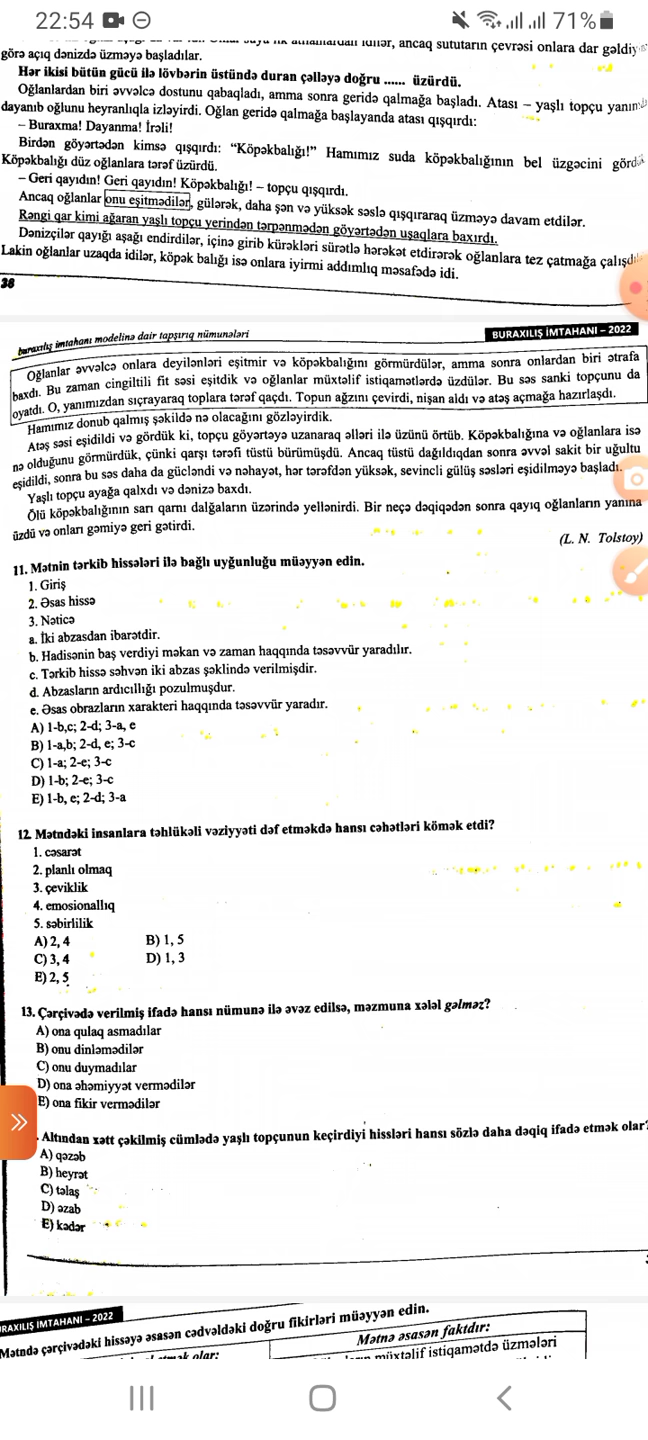 22:54
71%
ancaq suтutarın çevrəsi onlara dar gəldiy
görə açıq dənizdə üzməyə başladılar.
Hər ikisi bütün gücü ilə lövbərin üstündə duran çəlləyə doğru ...... üzürdü.
Oğlanlardan biri əvvəlcə dostunu qabaqladı, amma sonra geridə qalmağa başladı. Atası – yaşlı topçu yanımız
dayanıb oğlunu heyranlıqla izləyirdi. Oğlan geridə qalmağa başlayanda atası qışqırdı:
– Buraxma! Dayanma! İrəli!
Birdən göyərtədən kimsə qışqırdı: “Köpəkbalığı!” Hamımız suda köpəkbalığının bel üzgəcini gördük
Köpəkbalığı düz oğlanlara tərəf üzürdü.
– Geri qayıdın! Geri qayıdın! Köpəkbalığı! – topçu qışqırdı.
Ancaq oğlanlar onu eşitmədilər, gülərək, daha şən və yüksək səslə qışqıraraq üzməyə davam etdilər.
Rəngi qar kimi ağaran yaşlı topçu yerindən tərpənmədən göyərtədən uşaqlara baxırdı.
Dənizçilər qayığı aşağı endirdilər, içinə girib kürəkləri sürətlə hərəkət etdirərək oğlanlara tez çatmağa çalışdı
Lakin oğlanlar uzaqda idilər, köpək balığı isə onlara iyirmi addımlıq məsafədə idi.
38
buraxılış imtahanı modelinə dair tapşırıq nümunələri
BURAXILIŞ İMTAHANI – 2022
Oğlanlar əvvəlcə onlara deyilənləri eşitmir və köpəkbalığını görmürdülər, amma sonra onlardan biri ətrafa
baxdı. Bu zaman cingiltili fit səsi eşitdik və oğlanlar müxtəlif istiqamətlərdə üzdülər. Bu səs sanki topçunu da
oyatdı. O, yanımızdan sıçrayaraq toplara tərəf qaçdı. Topun ağzını çevirdi, nişan aldı və atəş açmağa hazırlaşdı.
Hamımız donub qalmış şəkildə nə olacağını gözləyirdik.
Atəş səsi eşidildi və gördük ki, topçu göyərtəyə uzanaraq əlləri ilə üzünü örtüb. Köpəkbalığına və oğlanlara isə
nə olduğunu görmürdük, çünki qarşı tərəfi tüstü bürümüşdü. Ancaq tüstü dağıldıqdan sonra əvvəl sakit bir uğultu
eşidildi, sonra bu səs daha da gücləndi və nəhayət, hər tərəfdən yüksək, sevincli gülüş səsləri eşidilməyə başladı.
Yaşlı topçu ayağa qalxdı və dənizə baxdı.
Ölü köpəkbalığının sarı qarnı dalğaların üzərində yellənirdi. Bir neçə dəqiqədən sonra qayıq oğlanların yanına
üzdü və onları gəmiyə geri gətirdi.
(L. N. Tolstoy)
11. Mətnin tərkib hissələri ilə bağlı uyğunluğu müəyyən edin.
1. Giriş
2. Əsas hissə
3. Nəticə
a. İki abzasdan ibarətdir.
b. Hadisənin baş verdiyi məkan və zaman haqqında təsəvvür yaradılır.
c. Tərkib hissə səhvən iki abzas şəklində verilmişdir.
d. Abzasların ardıcıllığı pozulmuşdur.
e. Əsas obrazların xarakteri haqqında təsəvvür yaradır.
A) 1-b,c; 2-d; 3-a, e
B) 1-a,b; 2-d, e; 3-c
C) 1-a; 2-e; 3-c
D) 1-b; 2-e; 3-c
E) 1-b, e; 2-d; 3-a
12. Mətndəki insanlara təhlükəli vəziyyəti dəf etməkdə hansı cəhətləri kömək etdi?
1. cəsarət
2. planlı olmaq
3. çeviklik
4. emosionallıq
5. səbirlilik
A) 2, 4 B) 1, 5
C) 3, 4 D) 1, 3
E) 2, 5
13. Çərçivədə verilmiş ifadə hansı nümunə ilə əvəz edilsə, məzmuna xələl gəlməz?
A) ona qulaq asmadılar
B) onu dinləmədilər
C) onu duymadılar
D) ona əhəmiyyət vermədilər
E) ona fikir vermədilər
Altından xətt çəkilmiş cümlədə yaşlı topçunun keçirdiyi hissləri hansı sözlə daha dəqiq ifadə etmək olar?
A) qəzəb
B) heyrət
C) təlaş
D) əzab
E) kədər
RAXILIŞ İMTAHANI – 2022
Mətndə çərçivədəki hissəyə əsasən cədvəldəki doğru fikirləri müəyyən edin.
olar:
Mətnə əsasən faktdır:
müxtəlif istiqamətdə üzmələri